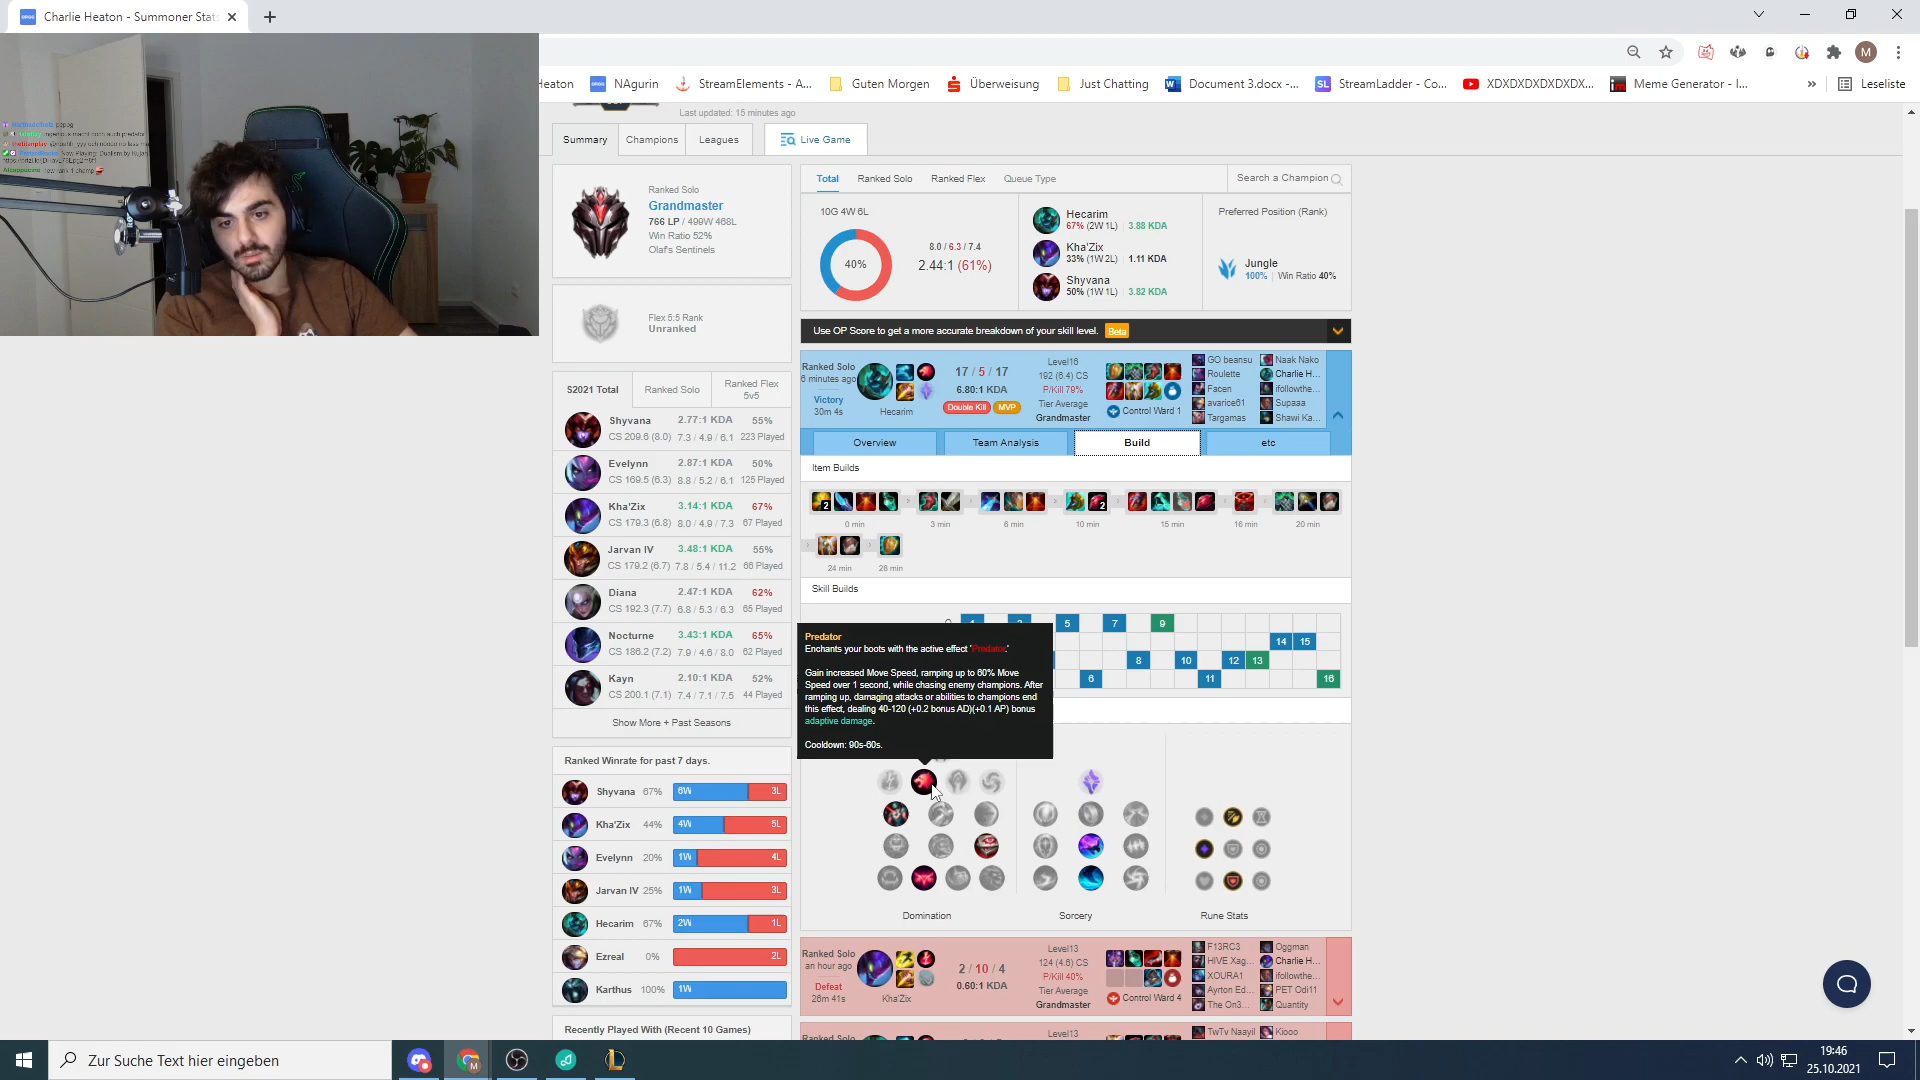 Charlie Heaton - Summoner Stat
Heaton
NAgurin
StreamElements - A...
Guten Morgen
Überweisung
Just Chatting
Document 3.docx -...
StreamLadder - Co...
XDXDXDXDXDXDX...
Meme Generator - I...
»
Leseliste
M
Last updated: 15 minutes ago
Summary
Champions
Leagues
Live Game
Ranked Solo
Grandmaster
766 LP / 499W 468L
Win Ratio 52%
Olaf's Sentinels
Flex 5:5 Rank
Unranked
Total
Ranked Solo
Ranked Flex
Queue Type
Search a Champion
10G 4W 6L
40%
8.0 / 6.3 / 7.4
2.44:1 (61%)
Hecarim
67% (2W 1L) 3.88 KDA
Kha'Zix
33% (1W 2L) 1.11 KDA
Shyvana
50% (1W 1L) 3.82 KDA
Preferred Position (Rank)
Jungle
100% Win Ratio 40%
Use OP Score to get a more accurate breakdown of your skill level. Beta
S2021 Total
Ranked Solo
Ranked Flex
5v5
Shyvana 2.77:1 KDA 55%
CS 209.6 (8.0) 7.3 / 4.9 / 6.1 223 Played
Evelynn 2.87:1 KDA 50%
CS 169.5 (6.3) 8.8 / 5.2 / 6.1 125 Played
Kha'Zix 3.14:1 KDA 67%
CS 179.3 (6.8) 8.0 / 4.9 / 7.3 67 Played
Jarvan IV 3.48:1 KDA 55%
CS 179.2 (6.7) 7.8 / 5.4 / 11.2 66 Played
Diana 2.47:1 KDA 62%
CS 192.3 (7.7) 6.8 / 5.3 / 6.3 65 Played
Nocturne 3.43:1 KDA 65%
CS 186.2 (7.2) 7.9 / 4.6 / 8.0 62 Played
Kayn 2.10:1 KDA 52%
CS 200.1 (7.1) 7.4 / 7.1 / 7.5 44 Played
Show More + Past Seasons
Ranked Winrate for past 7 days.
Shyvana 67% 6W 3L
Kha'Zix 44% 4W 5L
Evelynn 20% 1W 4L
Jarvan IV 25% 1W 3L
Hecarim 67% 2W 1L
Ezreal 0% 2L
Karthus 100% 1W
Recently Played With (Recent 10 Games)
Ranked Solo
6 minutes ago
Victory
30m 4s
Hecarim
17 / 5 / 17
6.80:1 KDA
Double Kill MVP
Level16
192 (6.4) CS
P/Kill 79%
Tier Average
Grandmaster
Control Ward 1
GO beansu Naak Nako
Roulette Charlie H...
Facen ifollowthe...
avarice61 Supaaa
Targamas Shawi Ka...
Overview
Team Analysis
Build
etc
Item Builds
2
2
0 min
3 min
6 min
10 min
15 min
16 min
20 min
24 min
28 min
Skill Builds
5 7 9
14 15
8 10 12 13
6 11 16
Predator
Enchants your boots with the active effect 'Predator.'
Gain increased Move Speed, ramping up to 60% Move
Speed over 1 second, while chasing enemy champions. After
ramping up, damaging attacks or abilities to champions end
this effect, dealing 40-120 (+0.2 bonus AD)(+0.1 AP) bonus
adaptive damage.
Cooldown: 90s-60s.
Domination
Sorcery
Rune Stats
Ranked Solo
an hour ago
Defeat
28m 41s
Kha'Zix
2 / 10 / 4
0.60:1 KDA
Level13
124 (4.6) CS
P/Kill 40%
Tier Average
Grandmaster
Control Ward 4
F13RC3 Oggman
HIVE Xag... Charlie H...
XOURA1 ifollowthe...
Ayrton Ed... PET Odi11
The On3... Quantity
Ranked Solo
Level13
TwTv Naayil Kiooo
Zur Suche Text hier eingeben
19:46
25.10.2021